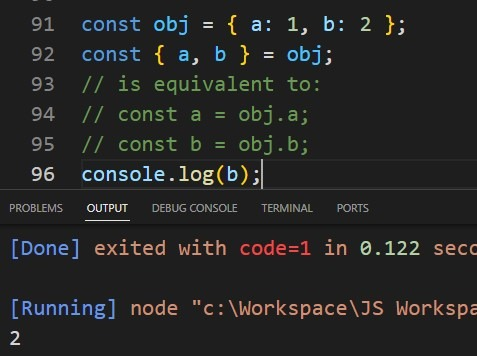 91 const obj = { a: 1, b: 2 };
92 const { a, b } = obj;
93 // is equivalent to:
94 // const a = obj.a;
95 // const b = obj.b;
96 console.log(b);
PROBLEMS OUTPUT DEBUG CONSOLE TERMINAL PORTS
[Done] exited with code=1 in 0.122 seco
[Running] node "c:\Workspace\JS Workspa
2